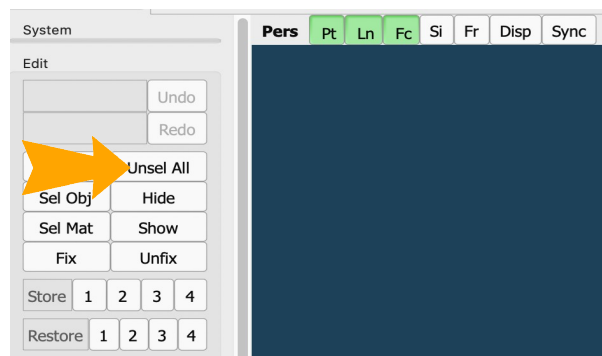 System
Pers Pt Ln Fc Si Fr Disp Sync
Edit
Undo
Redo
Unsel All
Sel Obj Hide
Sel Mat Show
Fix Unfix
Store 1 2 3 4
Restore 1 2 3 4